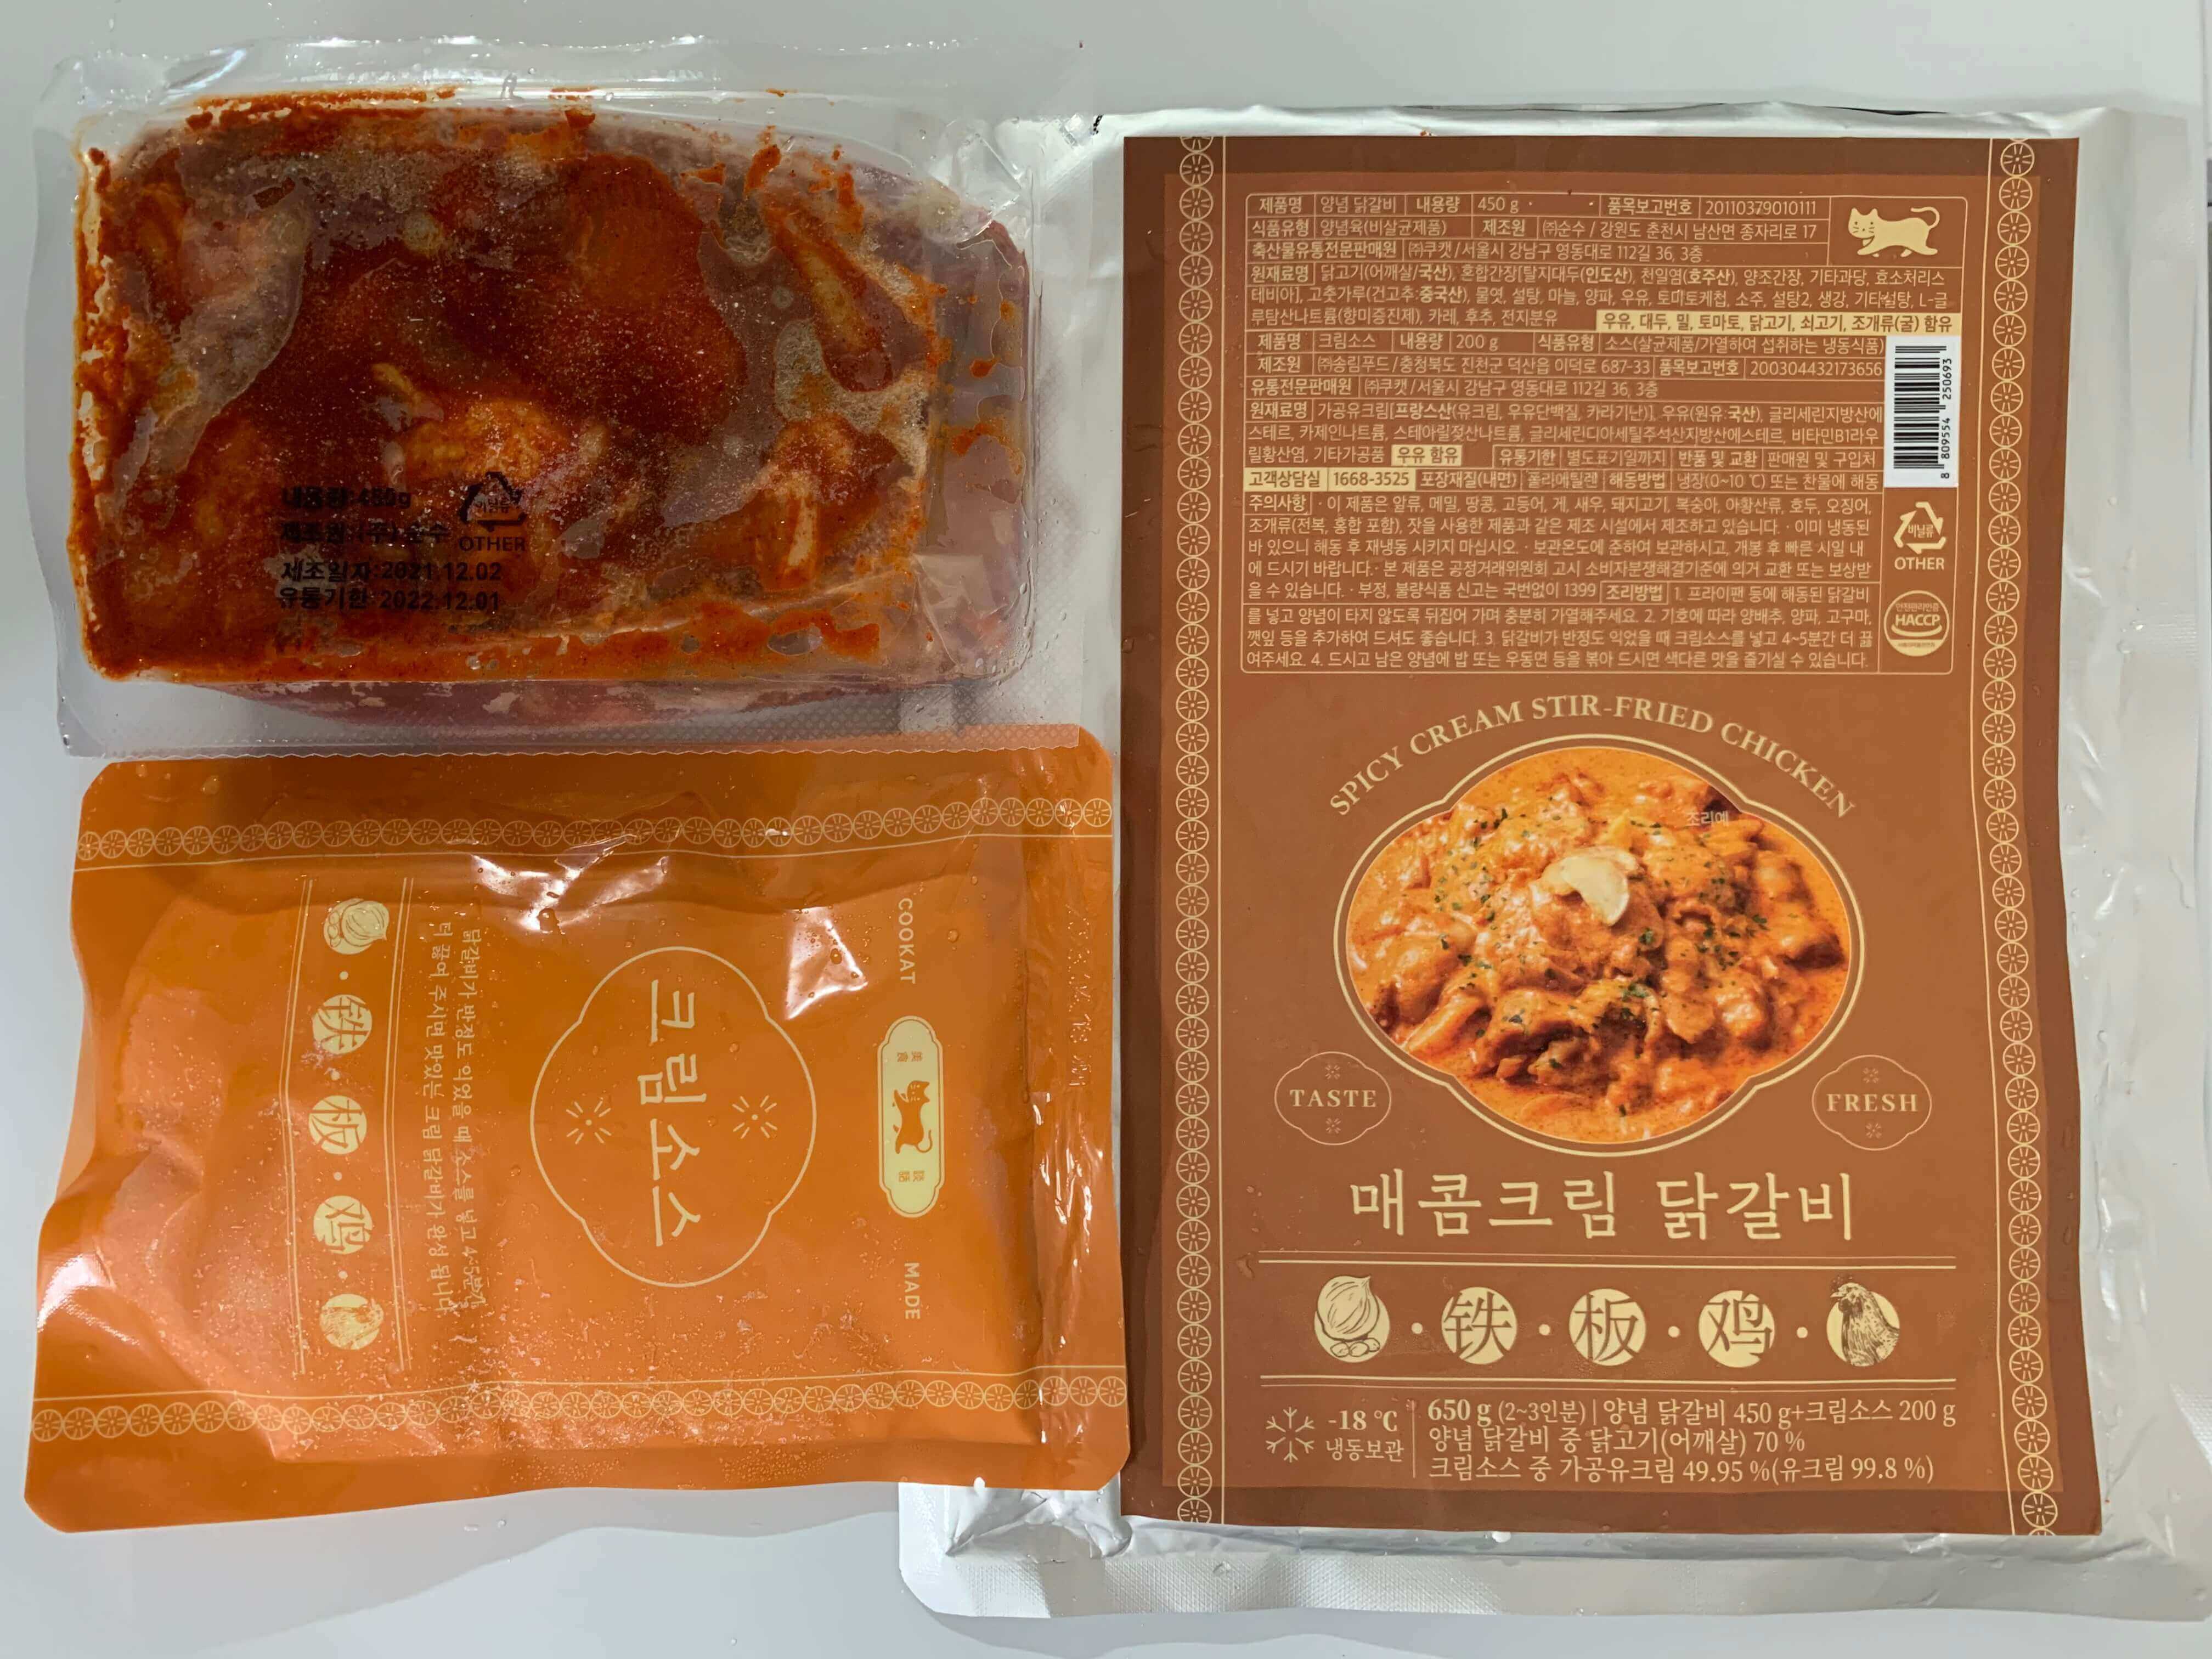 내용량:450g
제조원:(주)순수
비닐류
OTHER
제조일자:2021.12.02
유통기한:2022.12.01
COOKAT
MADE
크림소스
닭갈비가 반정도 익었을 때 소스를 넣고 4~5분간
더 끓여 주시면 맛있는 크림 닭갈비가 완성 됩니다.
铁·板·鸡
제품명 양념 닭갈비 내용량 450 g 품목보고번호 20110379010111
식품유형 양념육(비살균제품) 제조원 ㈜순수 / 강원도 춘천시 남산면 종자리로 17
축산물유통전문판매원 ㈜쿠캣 / 서울시 강남구 영동대로 112길 36, 3층
원재료명 닭고기(어깨살/국산), 혼합간장[탈지대두(인도산), 천일염(호주산), 양조간장, 기타과당, 효소처리스
테비아], 고춧가루(건고추:중국산), 물엿, 설탕, 마늘, 양파, 우유, 토마토케첩, 소주, 설탕2, 생강, 기타설탕, L-글
루탐산나트륨(향미증진제), 카레, 후추, 전지분유 우유, 대두, 밀, 토마토, 닭고기, 쇠고기, 조개류(굴) 함유
제품명 크림소스 내용량 200 g 식품유형 소스(살균제품/가열하여 섭취하는 냉동식품)
제조원 ㈜송림푸드 / 충청북도 진천군 덕산읍 이덕로 687-33 품목보고번호 2003044321736​56
유통전문판매원 ㈜쿠캣 / 서울시 강남구 영동대로 112길 36, 3층
원재료명 가공유크림[프랑스산(유크림, 우유단백질, 카라기난)], 우유(원유:국산), 글리세린지방산에
스테르, 카제인나트륨, 스테아릴젖산나트륨, 글리세린디아세틸주석산지방산에스테르, 비타민B1라우
릴황산염, 기타가공품 우유 함유 유통기한 별도표기일까지 반품 및 교환 판매원 및 구입처
고객상담실 1668-3525 포장재질(내면) 폴리에틸렌 해동방법 냉장(0~10 ℃) 또는 찬물에 해동
주의사항 · 이 제품은 알류, 메밀, 땅콩, 고등어, 게, 새우, 돼지고기, 복숭아, 아황산류, 호두, 오징어,
조개류(전복, 홍합 포함), 잣을 사용한 제품과 같은 제조 시설에서 제조하고 있습니다. · 이미 냉동된
바 있으니 해동 후 재냉동 시키지 마십시오. · 보관온도에 준하여 보관하시고, 개봉 후 빠른 시일 내
에 드시기 바랍니다. · 본 제품은 공정거래위원회 고시 소비자분쟁해결기준에 의거 교환 또는 보상받
을 수 있습니다. · 부정, 불량식품 신고는 국번없이 1399 조리방법 1. 프라이팬 등에 해동된 닭갈비
를 넣고 양념이 타지 않도록 뒤집어 가며 충분히 가열해주세요. 2. 기호에 따라 양배추, 양파, 고구마,
깻잎 등을 추가하여 드셔도 좋습니다. 3. 닭갈비가 반정도 익었을 때 크림소스를 넣고 4~5분간 더 끓
여주세요. 4. 드시고 남은 양념에 밥 또는 우동면 등을 볶아 드시면 색다른 맛을 즐기실 수 있습니다.
8 809554 250693
비닐류
OTHER
HACCP
SPICY CREAM STIR-FRIED CHICKEN
조리예
TASTE
FRESH
매콤크림 닭갈비
铁·板·鸡
-18 ℃
냉동보관
650 g (2~3인분) | 양념 닭갈비 450 g+크림소스 200 g
양념 닭갈비 중 닭고기(어깨살) 70 %
크림소스 중 가공유크림 49.95 %(유크림 99.8 %)